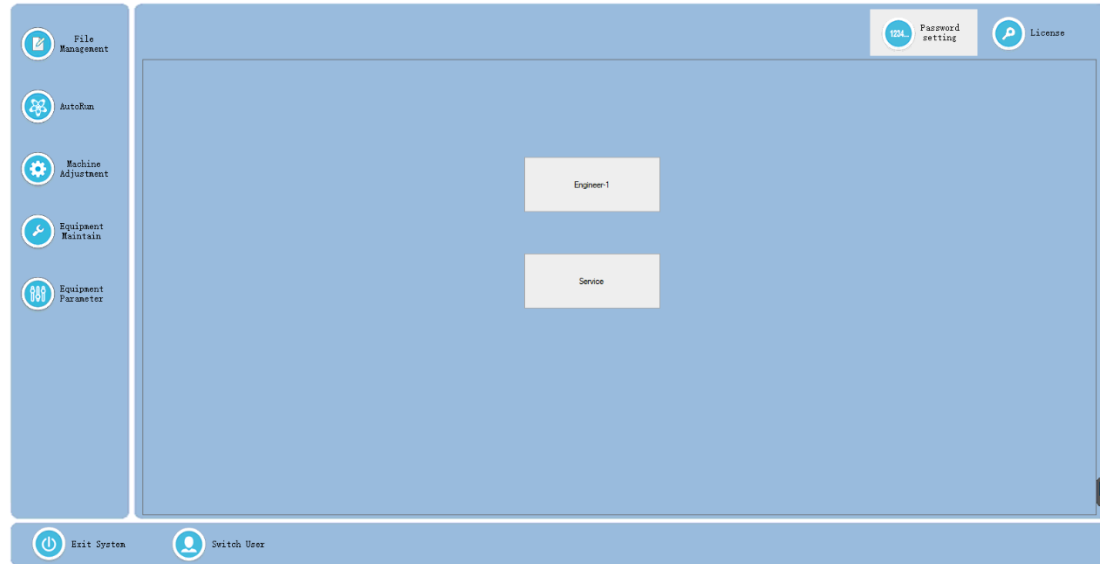 File
Management
AutoRun
Machine
Adjustment
Equipment
Maintain
Equipment
Parameter
1234...
Password
setting
License
Engineer-1
Service
Exit System
Switch User